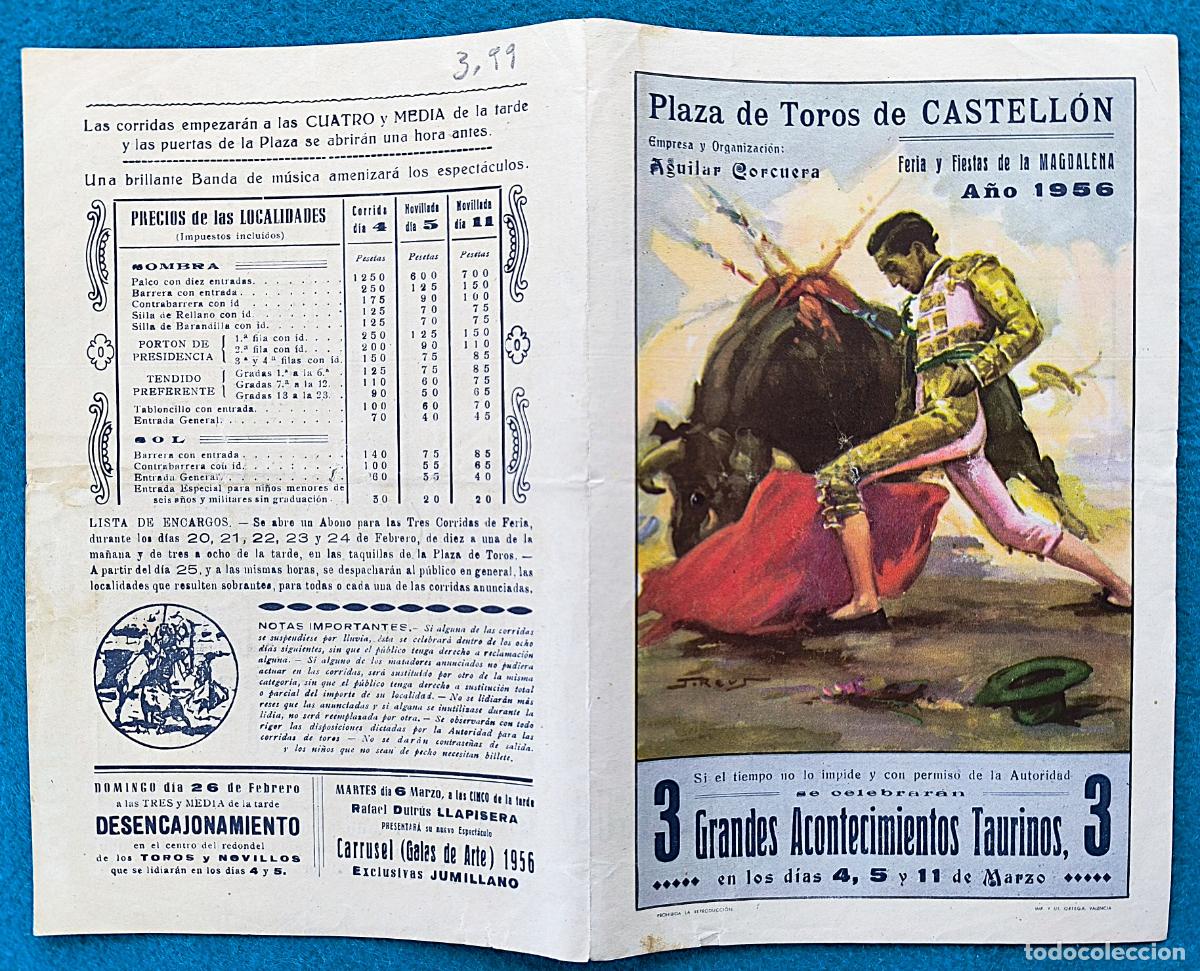 3,99
Las corridas empezarán a las CUATRO y MEDIA de la tarde
y las puertas de la Plaza se abrirán una hora antes.
Una brillante Banda de música amenizará los espectáculos.
PRECIOS de las LOCALIDADES
(Impuestos incluidos)
Corrida día 4
Novillada día 5
Novillada día 11
Pesetas Pesetas Pesetas
SOMBRA
Palco con diez entradas. 1250 600 700
Barrera con entrada 250 125 150
Contrabarrera con id 175 90 100
Silla de Rellano con id. 125 70 75
Silla de Barandilla con id. 125 70 75
PORTON DE PRESIDENCIA
1.ª fila con id. 250 125 150
2.ª fila con id. 200 90 110
3ª y 4ª filas con id. 150 75 85
TENDIDO PREFERENTE
Gradas 1.ª a la 6.ª 125 75 85
Gradas 7.ª a la 12. 110 60 75
Gradas 13 a la 23. 90 50 65
Tabloncillo con entrada. 100 60 70
Entrada General. 70 40 45
SOL
Barrera con entrada 140 75 85
Contrabarrera con id. 100 55 65
Entrada General 60 35 40
Entrada Especial para niños menores de
seis años y militares sin graduación 30 20 20
LISTA DE ENCARGOS. — Se abre un Abono para las Tres Corridas de Feria,
durante los días 20, 21, 22, 23 y 24 de Febrero, de diez a una de la
mañana y de tres a ocho de la tarde, en las taquillas de la Plaza de Toros. —
A partir del día 25, y a las mismas horas, se despacharán al público en general, las
localidades que resulten sobrantes, para todas o cada una de las corridas anunciadas.
NOTAS IMPORTANTES.— Si alguna de las corridas
se suspendiese por lluvia, ésta se celebrará dentro de los ocho
días siguientes, sin que el público tenga derecho a reclamación
alguna. — Si alguno de los matadores anunciados no pudiera
actuar en las corridas, será sustituído por otro de la misma
categoría, sin que el público tenga derecho a sustitución total
o parcial del importe de su localidad. — No se lidiarán más
reses que las anunciadas y si alguna se inutilizase durante la
lidia, no será reemplazada por otra. — Se observarán con todo
rigor las disposiciones dictadas por la Autoridad para las
corridas de toros — No se darán contraseñas de salida.
y los niños que no sean de pecho necesitan billete.
DOMINGO día 26 de Febrero
a las TRES y MEDIA de la tarde
DESENCAJONAMIENTO
en el centro del redondel
de los TOROS y NOVILLOS
que se lidiarán en los días 4 y 5.
MARTES día 6 Marzo, a las CINCO de la tarde
Rafael Dutrús LLAPISERA
PRESENTARÁ su nuevo Espectáculo
Carrusel (Galas de Arte) 1956
Exclusivas JUMILLANO
Plaza de Toros de CASTELLÓN
Empresa y Organización:
Aguilar Corcuera
Feria y Fiestas de la MAGDALENA
Año 1956
J. Reus
Si el tiempo no lo impide y con permiso de la Autoridad
se celebrarán
3 Grandes Acontecimientos Taurinos, 3
en los días 4, 5 y 11 de Marzo
PROHIBIDA LA REPRODUCCIÓN
IMP. Y LIT. ORTEGA. VALENCIA
todocoleccion